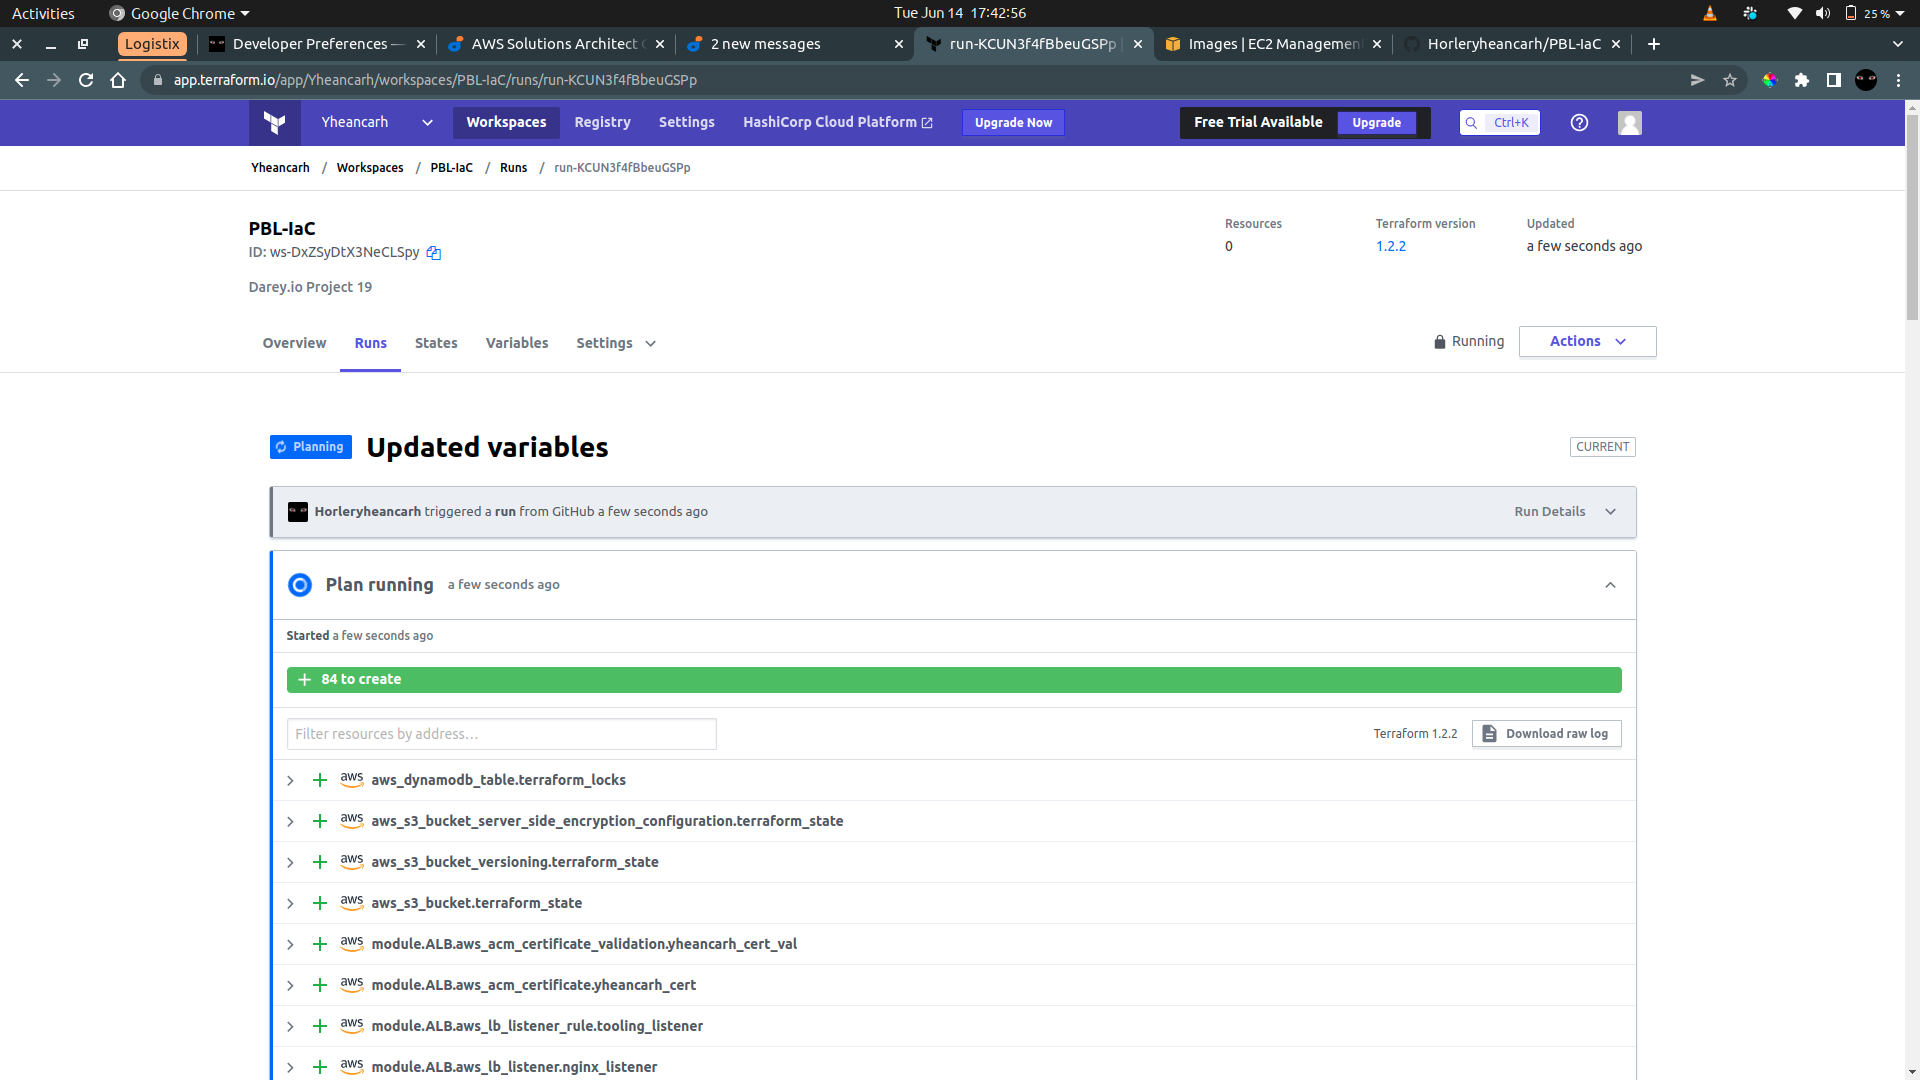 Activities Google Chrome Tue Jun 14 17:42:56 25 %
Logistix Developer Preferences — AWS Solutions Architect 2 new messages run-KCUN3f4fBbeuGSPp | Images | EC2 Managemen Horleryheancarh/PBL-IaC
app.terraform.io/app/Yheancarh/workspaces/PBL-IaC/runs/run-KCUN3f4fBbeuGSPp
Yheancarh Workspaces Registry Settings HashiCorp Cloud Platform Upgrade Now Free Trial Available Upgrade Ctrl+K
Yheancarh / Workspaces / PBL-IaC / Runs / run-KCUN3f4fBbeuGSPp
PBL-IaC
ID: ws-DxZSyDtX3NeCLSpy
Darey.io Project 19
Resources Terraform version Updated
0 1.2.2 a few seconds ago
Overview Runs States Variables Settings Running Actions
Planning Updated variables CURRENT
Horleryheancarh triggered a run from GitHub a few seconds ago Run Details
Plan running a few seconds ago
Started a few seconds ago
+ 84 to create
Filter resources by address… Terraform 1.2.2 Download raw log
+ aws aws_dynamodb_table.terraform_locks
+ aws aws_s3_bucket_server_side_encryption_configuration.terraform_state
+ aws aws_s3_bucket_versioning.terraform_state
+ aws aws_s3_bucket.terraform_state
+ aws module.ALB.aws_acm_certificate_validation.yheancarh_cert_val
+ aws module.ALB.aws_acm_certificate.yheancarh_cert
+ aws module.ALB.aws_lb_listener_rule.tooling_listener
+ aws module.ALB.aws_lb_listener.nginx_listener